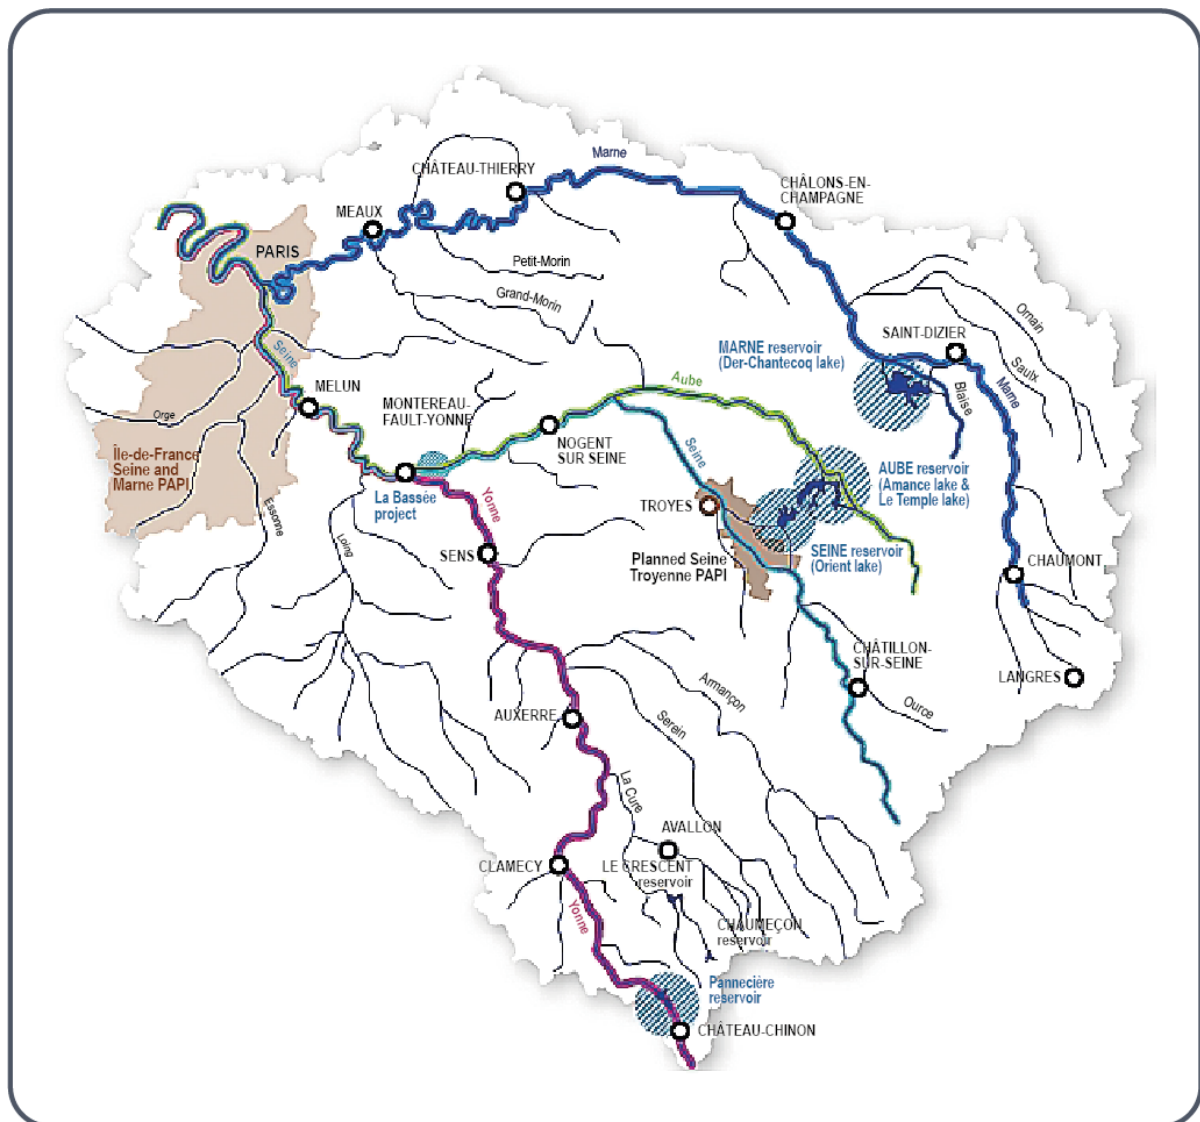 Marne
CHÂTEAU-THIERRY
CHÂLONS-EN-
CHAMPAGNE
MEAUX
PARIS
Petit-Morin
Grand-Morin
Ornain
SAINT-DIZIER
MARNE reservoir
(Der-Chantecoq lake)
Saulx
Seine
Aube
Blaise
Marne
MELUN
MONTEREAU-
FAULT-YONNE
Orge
NOGENT
SUR SEINE
Seine
Île-de-France
Seine and
Marne PAPI
AUBE reservoir
(Amance lake &
Le Temple lake)
La Bassée
project
Yonne
TROYES
Essonne
Loing
SENS
Planned Seine
Troyenne PAPI
SEINE reservoir
(Orient lake)
CHAUMONT
CHÂTILLON-
SUR-SEINE
LANGRES
Armançon
Ource
AUXERRE
Serein
La Cure
AVALLON
CLAMECY
LE CRESCENT
reservoir
Yonne
CHAUMEÇON
reservoir
Pannecière
reservoir
CHÂTEAU-CHINON